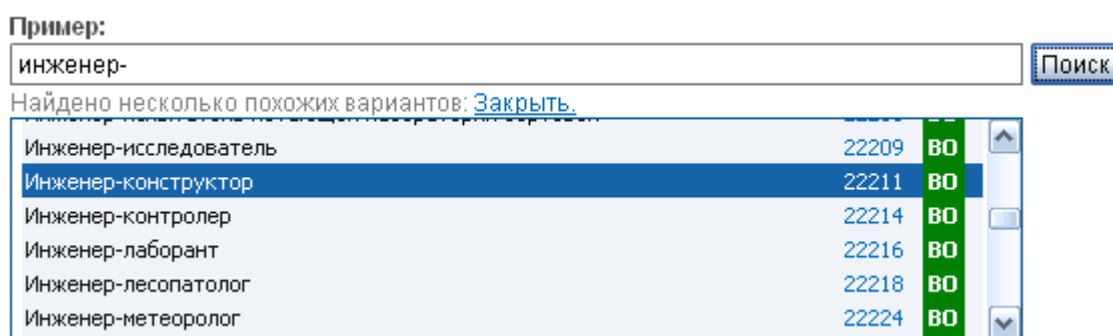 Пример:
инженер- Поиск
Найдено несколько похожих вариантов: Закрыть.
Инженер-исследователь 22209 ВО
Инженер-конструктор 22211 ВО
Инженер-контролер 22214 ВО
Инженер-лаборант 22216 ВО
Инженер-лесопатолог 22218 ВО
Инженер-метеоролог 22224 ВО